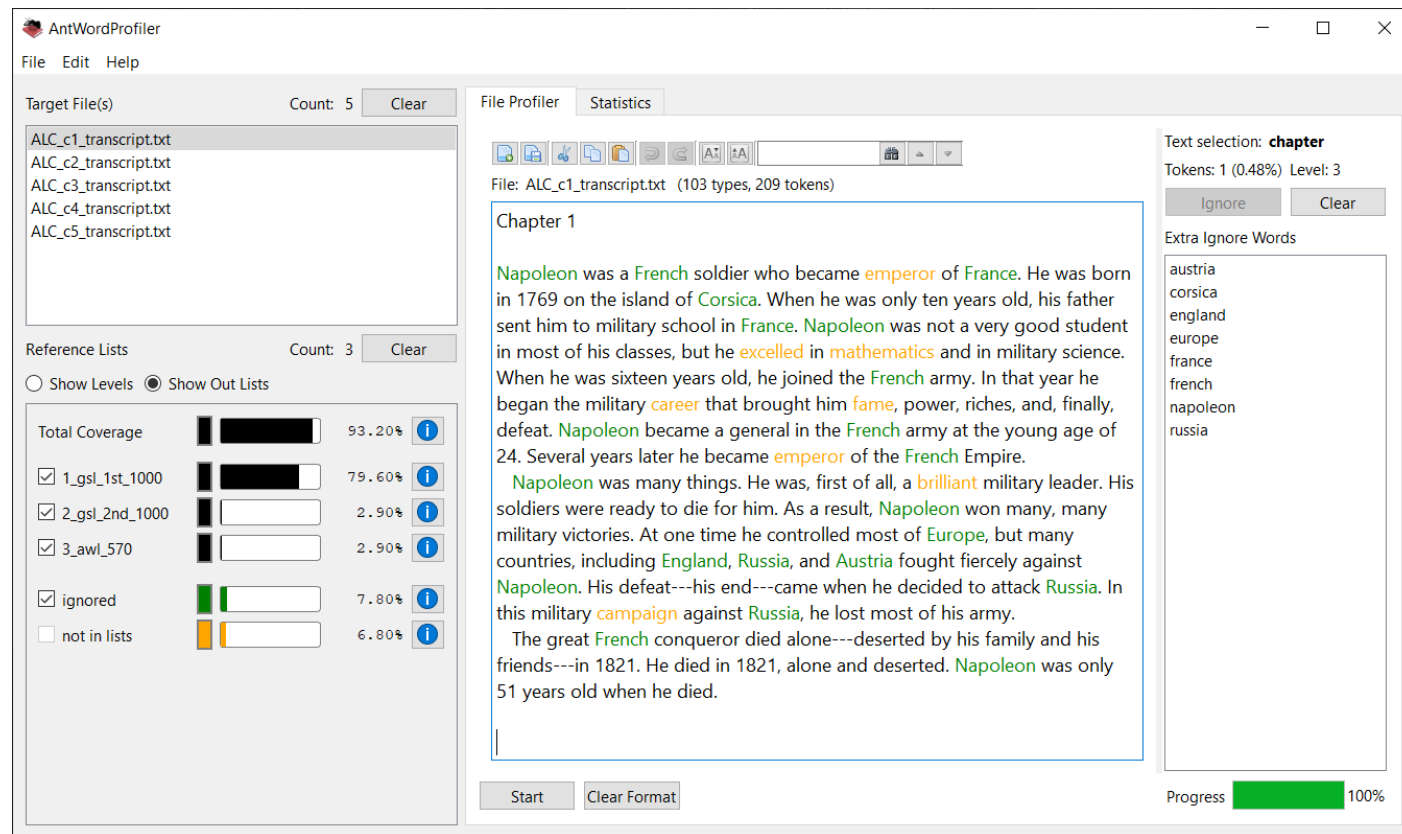 AntWordProfiler
File Edit Help
Target File(s) Count: 5 Clear
ALC_c1_transcript.txt
ALC_c2_transcript.txt
ALC_c3_transcript.txt
ALC_c4_transcript.txt
ALC_c5_transcript.txt
Reference Lists Count: 3 Clear
Show Levels Show Out Lists
Total Coverage 93.20% i
1_gsl_1st_1000 79.60% i
2_gsl_2nd_1000 2.90% i
3_awl_570 2.90% i
ignored 7.80% i
not in lists 6.80% i
File Profiler Statistics
File: ALC_c1_transcript.txt (103 types, 209 tokens)
Chapter 1
Napoleon was a French soldier who became emperor of France. He was born
in 1769 on the island of Corsica. When he was only ten years old, his father
sent him to military school in France. Napoleon was not a very good student
in most of his classes, but he excelled in mathematics and in military science.
When he was sixteen years old, he joined the French army. In that year he
began the military career that brought him fame, power, riches, and, finally,
defeat. Napoleon became a general in the French army at the young age of
24. Several years later he became emperor of the French Empire.
Napoleon was many things. He was, first of all, a brilliant military leader. His
soldiers were ready to die for him. As a result, Napoleon won many, many
military victories. At one time he controlled most of Europe, but many
countries, including England, Russia, and Austria fought fiercely against
Napoleon. His defeat---his end---came when he decided to attack Russia. In
this military campaign against Russia, he lost most of his army.
The great French conqueror died alone---deserted by his family and his
friends---in 1821. He died in 1821, alone and deserted. Napoleon was only
51 years old when he died.
Start Clear Format
Text selection: chapter
Tokens: 1 (0.48%) Level: 3
Ignore Clear
Extra Ignore Words
austria
corsica
england
europe
france
french
napoleon
russia
Progress 100%